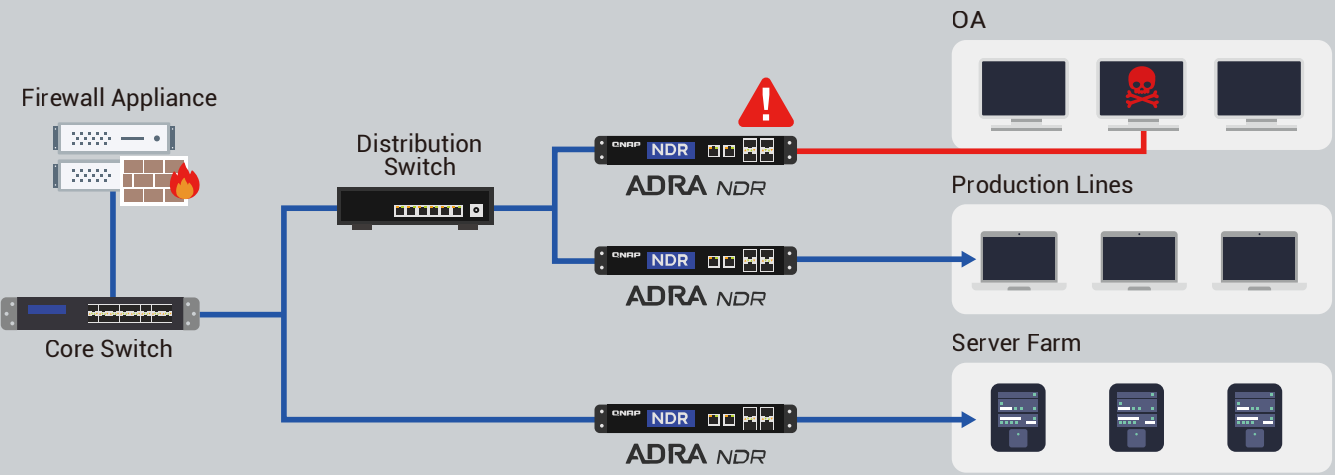 OA
Firewall Appliance
Distribution
Switch
QNAP NDR
ADRA NDR
Production Lines
QNAP NDR
ADRA NDR
Core Switch
Server Farm
QNAP NDR
ADRA NDR